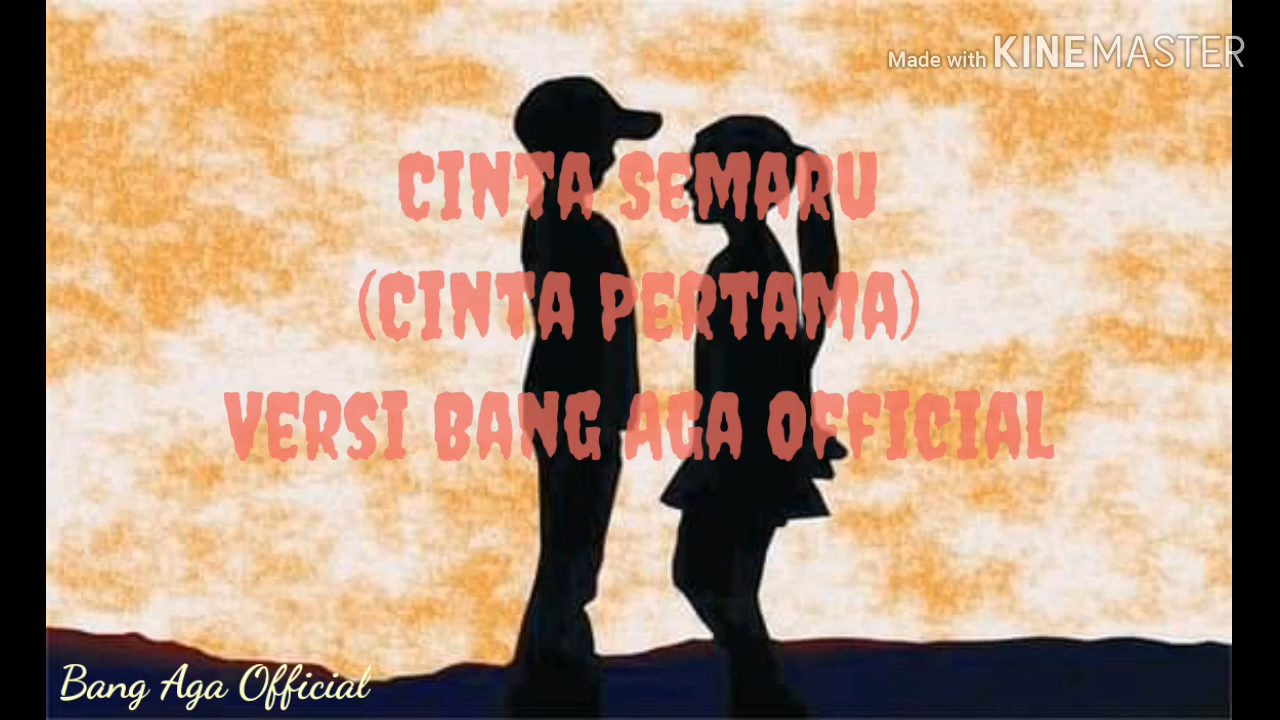 Made with KINEMASTER
CINTA SEMARU
(CINTA PERTAMA)
VERSI BANG AGA OFFICIAL
Bang Aga Official